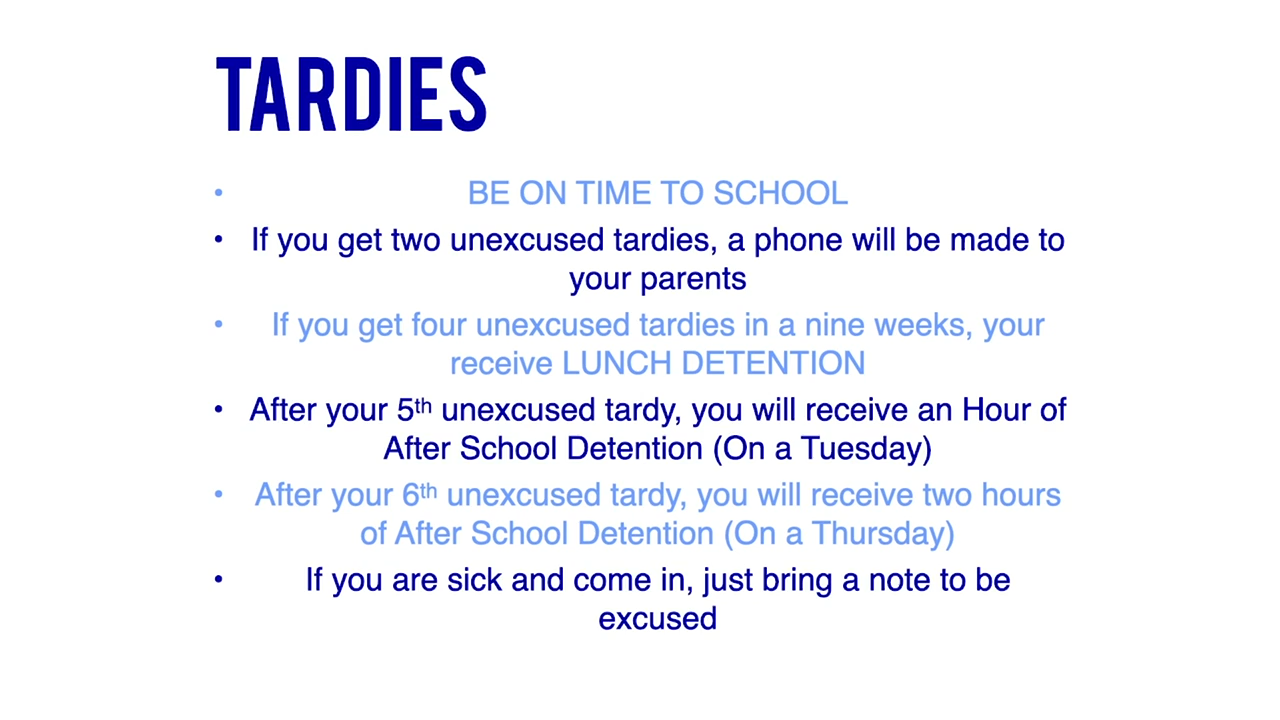 TARDIES
• BE ON TIME TO SCHOOL
• If you get two unexcused tardies, a phone will be made to
your parents
• If you get four unexcused tardies in a nine weeks, your
receive LUNCH DETENTION
• After your 5th unexcused tardy, you will receive an Hour of
After School Detention (On a Tuesday)
• After your 6th unexcused tardy, you will receive two hours
of After School Detention (On a Thursday)
• If you are sick and come in, just bring a note to be
excused